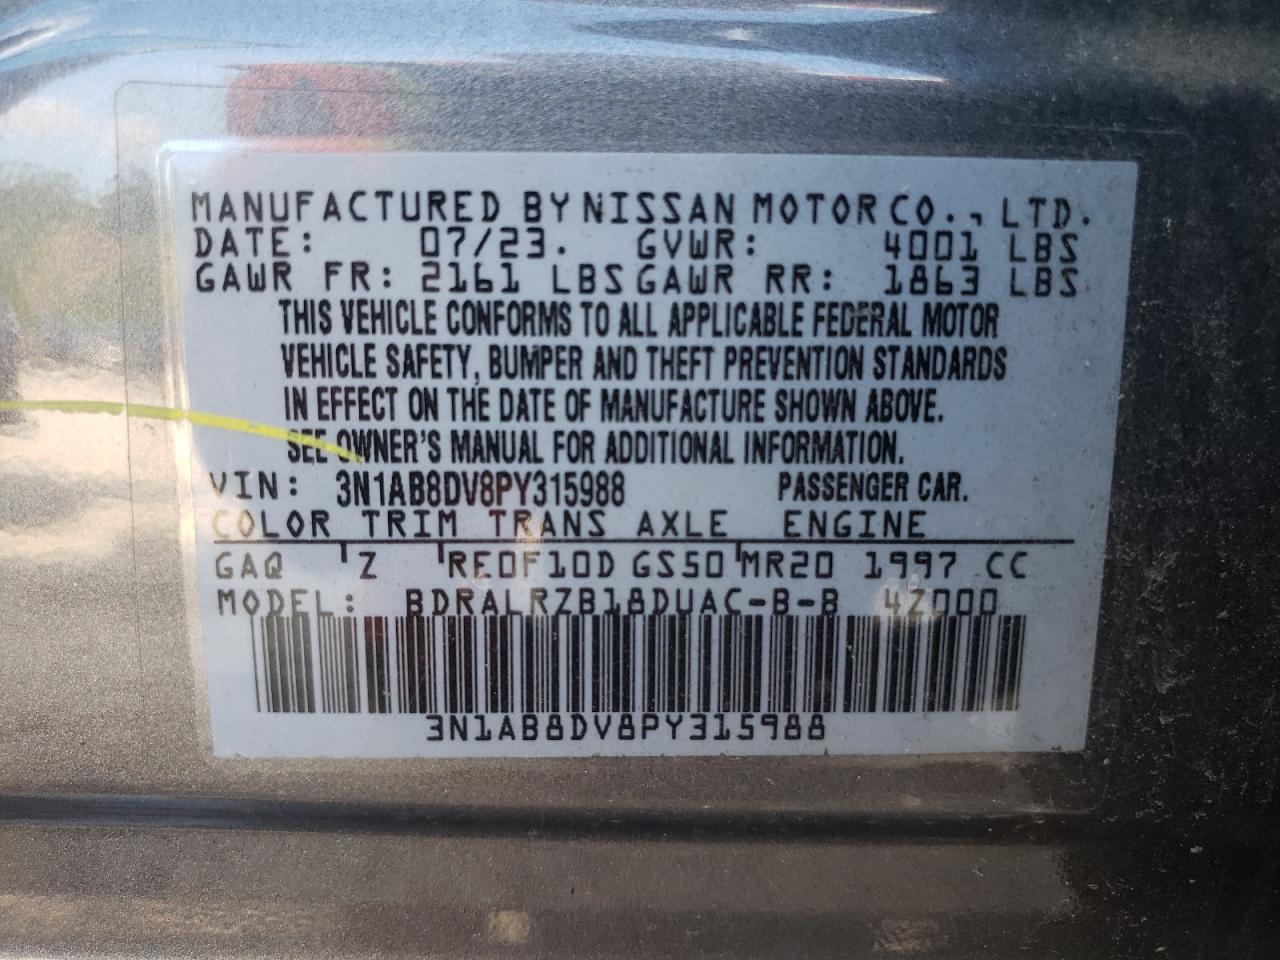 MANUFACTURED BY NISSAN MOTOR CO., LTD.
DATE: 07/23. GVWR: 4001 LBS
GAWR FR: 2161 LBS GAWR RR: 1863 LBS
THIS VEHICLE CONFORMS TO ALL APPLICABLE FEDERAL MOTOR
VEHICLE SAFETY, BUMPER AND THEFT PREVENTION STANDARDS
IN EFFECT ON THE DATE OF MANUFACTURE SHOWN ABOVE.
SEE OWNER'S MANUAL FOR ADDITIONAL INFORMATION.
VIN: 3N1AB8DV8PY315988 PASSENGER CAR.
COLOR TRIM TRANS AXLE ENGINE
GAQ Z RE0F10D GS50 MR20 1997 CC
MODEL: BDRALRZB18DUAC-B-B 4Z000
3N1AB8DV8PY315988